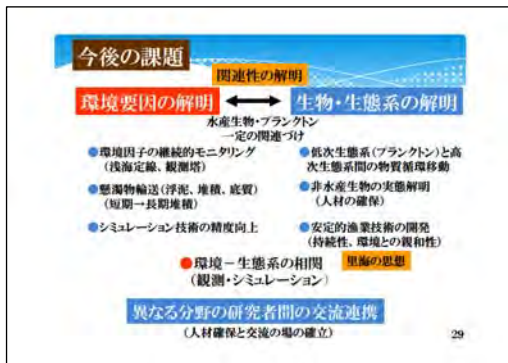 今後の課題
関連性の解明
環境要因の解明
生物・生態系の解明
水産生物・プランクトン
一定の関連づけ
●環境因子の継続的モニタリング
(浅海定線、観測塔)
●懸濁物輸送(浮泥、堆積、底質)
(短期→長期堆積)
●シミュレーション技術の精度向上
●低次生態系(プランクトン)と高
次生態系間の物質循環移動
●非水産生物の実態解明
(人材の確保)
●安定的漁業技術の開発
(持続性、環境との親和性)
●環境－生態系の相関
(観測・シミュレーション)
里海の思想
異なる分野の研究者間の交流連携
(人材確保と交流の場の確立)
29